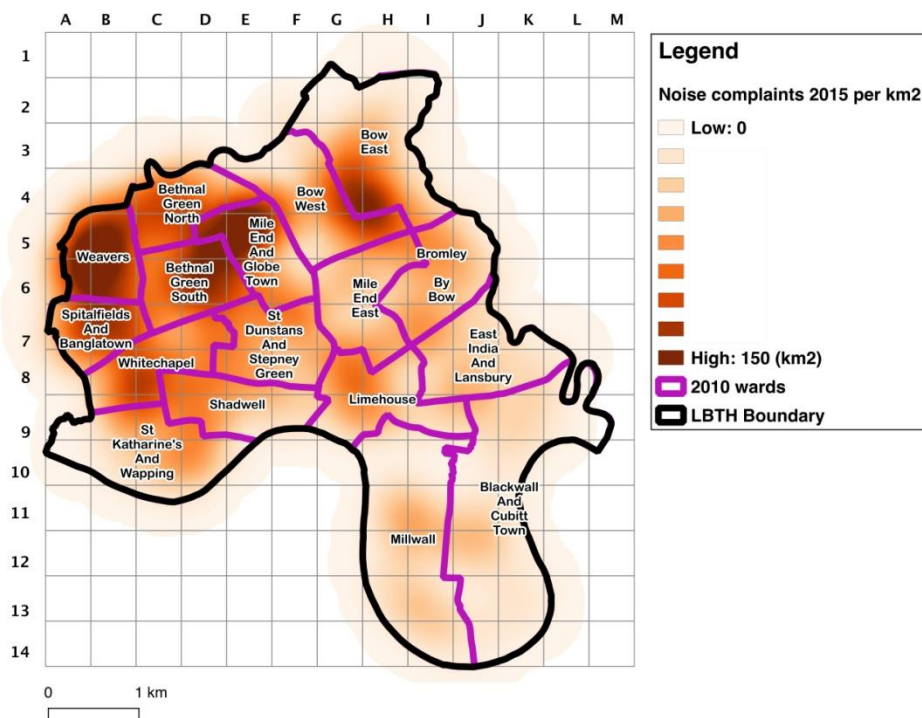 A B C D E F G H I J K L M
1
2
3
4
5
6
7
8
9
10
11
12
13
14
Bow
East
Bethnal
Green
North
Bow
West
Mile
End
And
Globe
Town
Weavers
Bethnal
Green
South
Bromley
By
Bow
Mile
End
East
Spitalfields
And
Banglatown
St
Dunstans
And
Stepney
Green
East
India
And
Lansbury
Whitechapel
Shadwell
Limehouse
St
Katharine's
And
Wapping
Blackwall
And
Cubitt
Town
Millwall
0 1 km
Legend
Noise complaints 2015 per km2
Low: 0
High: 150 (km2)
2010 wards
LBTH Boundary